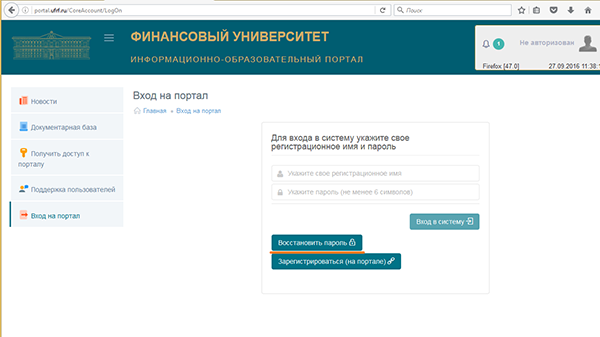 portal.ufrf.ru/CoreAccount/LogOn
Поиск
ФИНАНСОВЫЙ УНИВЕРСИТЕТ
ИНФОРМАЦИОННО-ОБРАЗОВАТЕЛЬНЫЙ ПОРТАЛ
1
Не авторизован
Firefox [47.0]
27.09.2016 11:38:1
Новости
Документарная база
Получить доступ к
порталу
Поддержка пользователей
Вход на портал
Вход на портал
Главная » Вход на портал
Для входа в систему укажите свое
регистрационное имя и пароль
Укажите свое регистрационное имя
Укажите пароль (не менее 6 символов)
Вход в систему
Восстановить пароль
Зарегистрироваться (на портале)